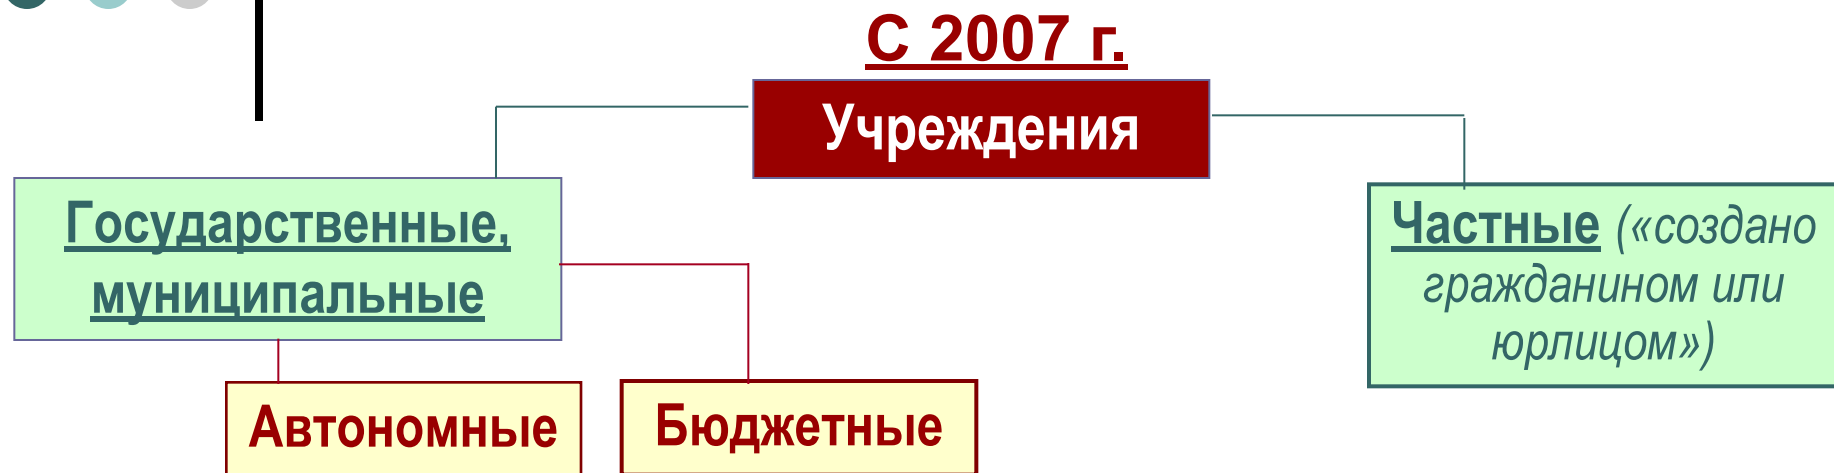 С 2007 г.
Учреждения
Государственные,
муниципальные
Частные («создано
гражданином или
юрлицом»)
Автономные
Бюджетные